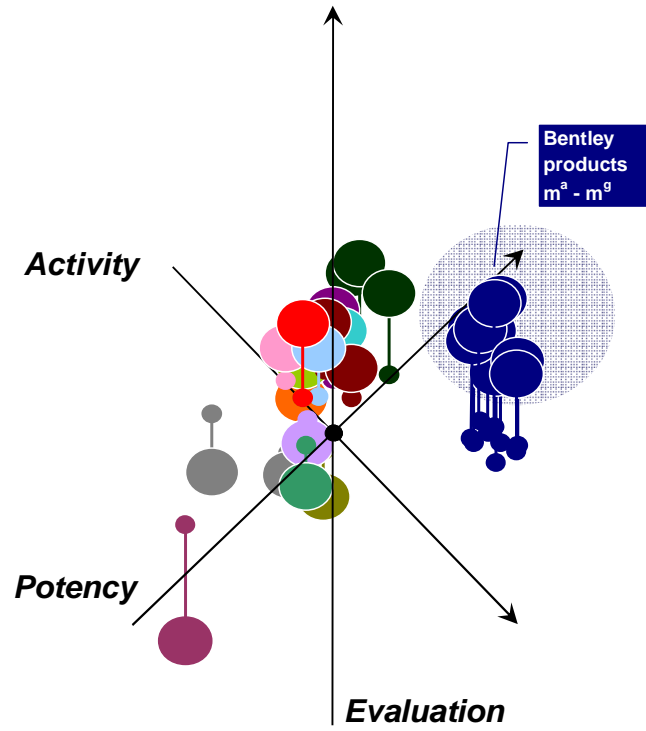 Bentley
products
mᵃ - mᵍ
Activity
Potency
Evaluation